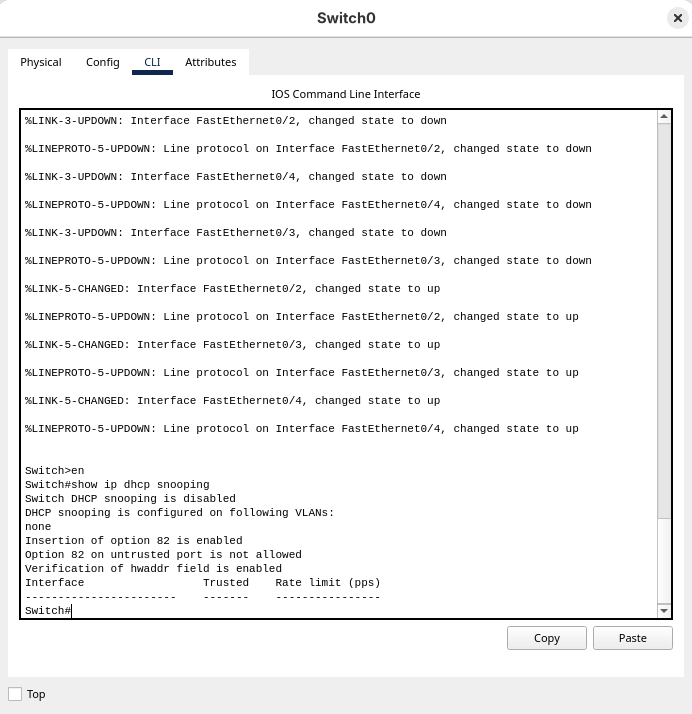 Switch0
Physical Config CLI Attributes
IOS Command Line Interface
%LINK-3-UPDOWN: Interface FastEthernet0/2, changed state to down
%LINEPROTO-5-UPDOWN: Line protocol on Interface FastEthernet0/2, changed state to down
%LINK-3-UPDOWN: Interface FastEthernet0/4, changed state to down
%LINEPROTO-5-UPDOWN: Line protocol on Interface FastEthernet0/4, changed state to down
%LINK-3-UPDOWN: Interface FastEthernet0/3, changed state to down
%LINEPROTO-5-UPDOWN: Line protocol on Interface FastEthernet0/3, changed state to down
%LINK-5-CHANGED: Interface FastEthernet0/2, changed state to up
%LINEPROTO-5-UPDOWN: Line protocol on Interface FastEthernet0/2, changed state to up
%LINK-5-CHANGED: Interface FastEthernet0/3, changed state to up
%LINEPROTO-5-UPDOWN: Line protocol on Interface FastEthernet0/3, changed state to up
%LINK-5-CHANGED: Interface FastEthernet0/4, changed state to up
%LINEPROTO-5-UPDOWN: Line protocol on Interface FastEthernet0/4, changed state to up
Switch>en
Switch#show ip dhcp snooping
Switch DHCP snooping is disabled
DHCP snooping is configured on following VLANs:
none
Insertion of option 82 is enabled
Option 82 on untrusted port is not allowed
Verification of hwaddr field is enabled
Interface                  Trusted    Rate limit (pps)
-----------------------    -------    ----------------
Switch#
Copy Paste
Top